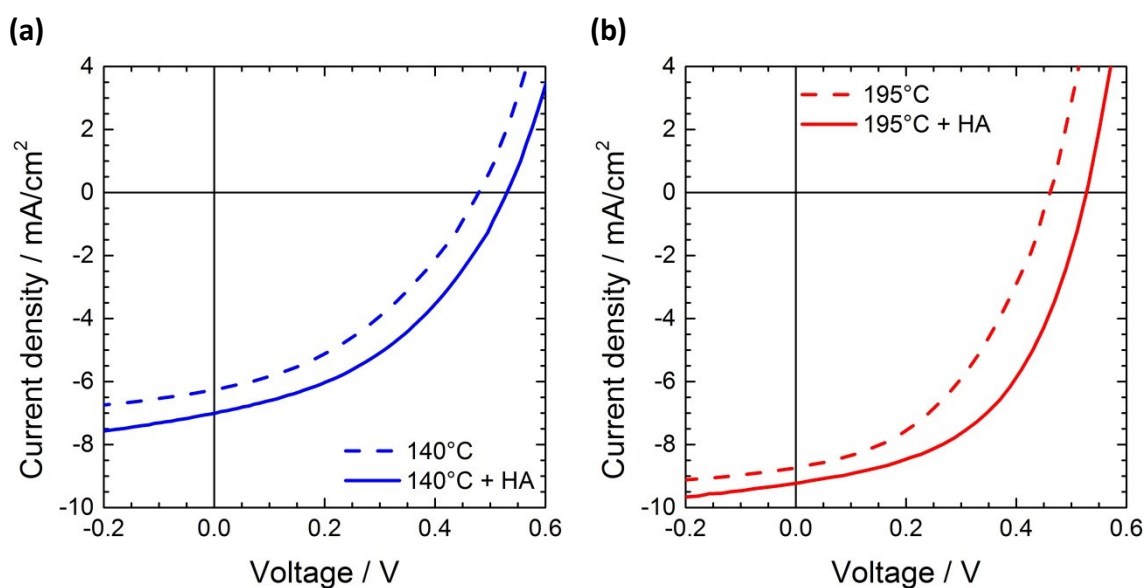 (a)
4
2
0
-2
-4
-6
-8
-10
Current density / mA/cm²
140°C
140°C + HA
-0.2 0.0 0.2 0.4 0.6
Voltage / V
(b)
4
2
0
-2
-4
-6
-8
-10
Current density / mA/cm²
195°C
195°C + HA
-0.2 0.0 0.2 0.4 0.6
Voltage / V